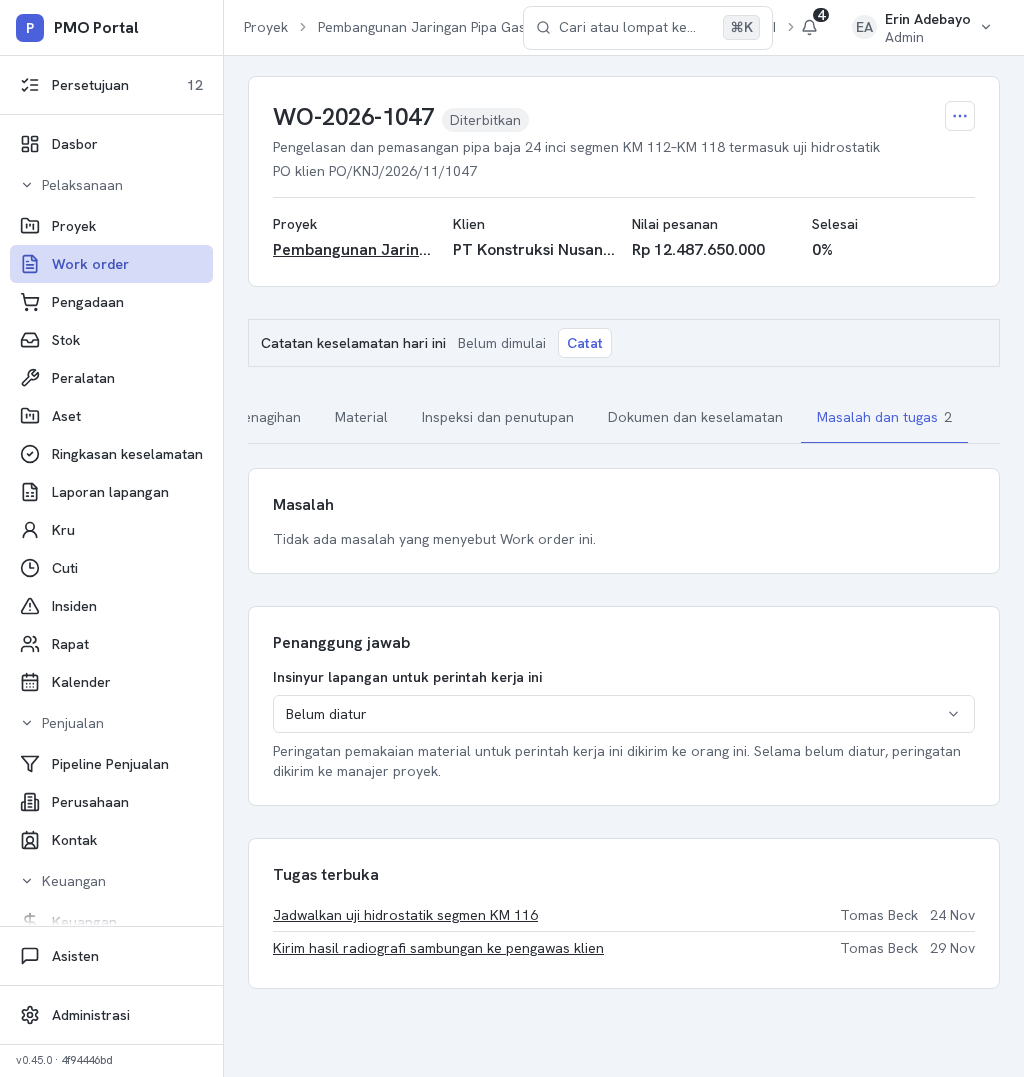 P PMO Portal
Persetujuan 12
Dasbor
Pelaksanaan
Proyek
Work order
Pengadaan
Stok
Peralatan
Aset
Ringkasan keselamatan
Laporan lapangan
Kru
Cuti
Insiden
Rapat
Kalender
Penjualan
Pipeline Penjualan
Perusahaan
Kontak
Keuangan
Keuangan
Asisten
Administrasi
v0.45.0 · 4f94446bd
Proyek Pembangunan Jaringan Pipa Gas
Cari atau lompat ke... ⌘K
4
EA Erin Adebayo
Admin
WO-2026-1047 Diterbitkan
Pengelasan dan pemasangan pipa baja 24 inci segmen KM 112–KM 118 termasuk uji hidrostatik
PO klien PO/KNJ/2026/11/1047
Proyek Klien Nilai pesanan Selesai
Pembangunan Jarin... PT Konstruksi Nusan... Rp 12.487.650.000 0%
Catatan keselamatan hari ini Belum dimulai Catat
enagihan Material Inspeksi dan penutupan Dokumen dan keselamatan Masalah dan tugas 2
Masalah
Tidak ada masalah yang menyebut Work order ini.
Penanggung jawab
Insinyur lapangan untuk perintah kerja ini
Belum diatur
Peringatan pemakaian material untuk perintah kerja ini dikirim ke orang ini. Selama belum diatur, peringatan
dikirim ke manajer proyek.
Tugas terbuka
Jadwalkan uji hidrostatik segmen KM 116 Tomas Beck 24 Nov
Kirim hasil radiografi sambungan ke pengawas klien Tomas Beck 29 Nov